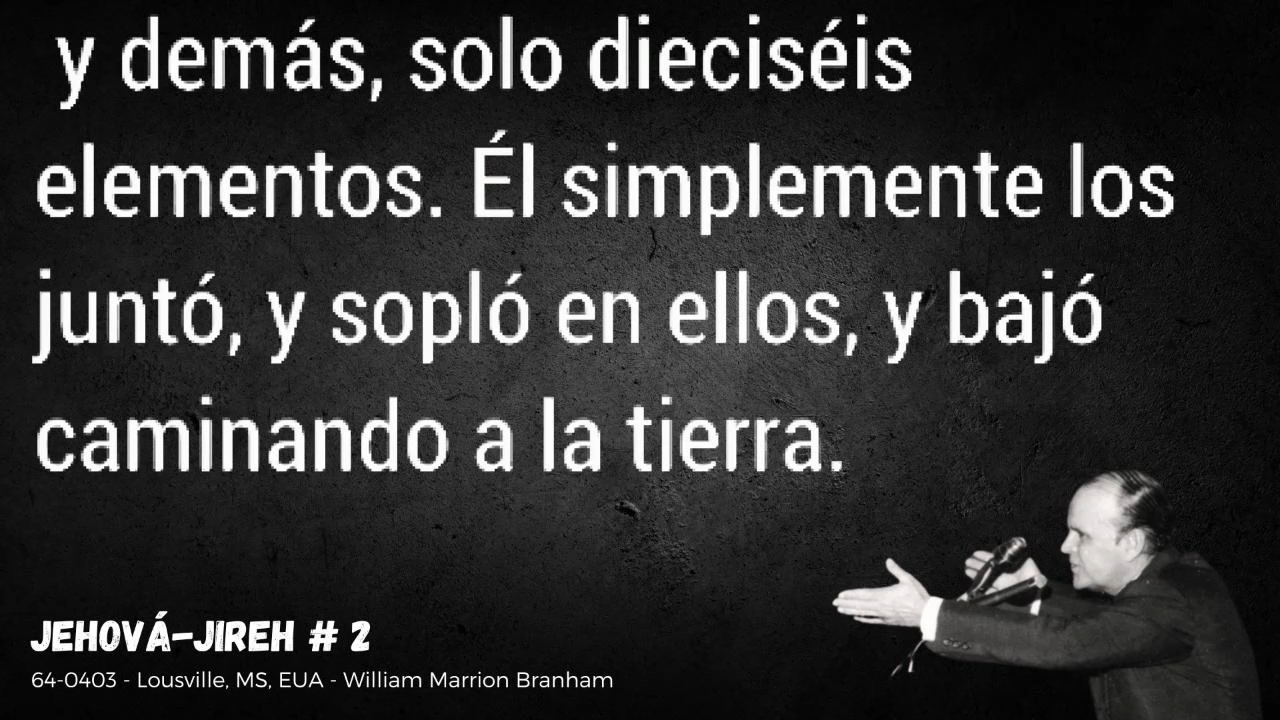 y demás, solo dieciséis
elementos. Él simplemente los
juntó, y sopló en ellos, y bajó
caminando a la tierra.
JEHOVÁ-JIREH # 2
64-0403 - Lousville, MS, EUA - William Marrion Branham